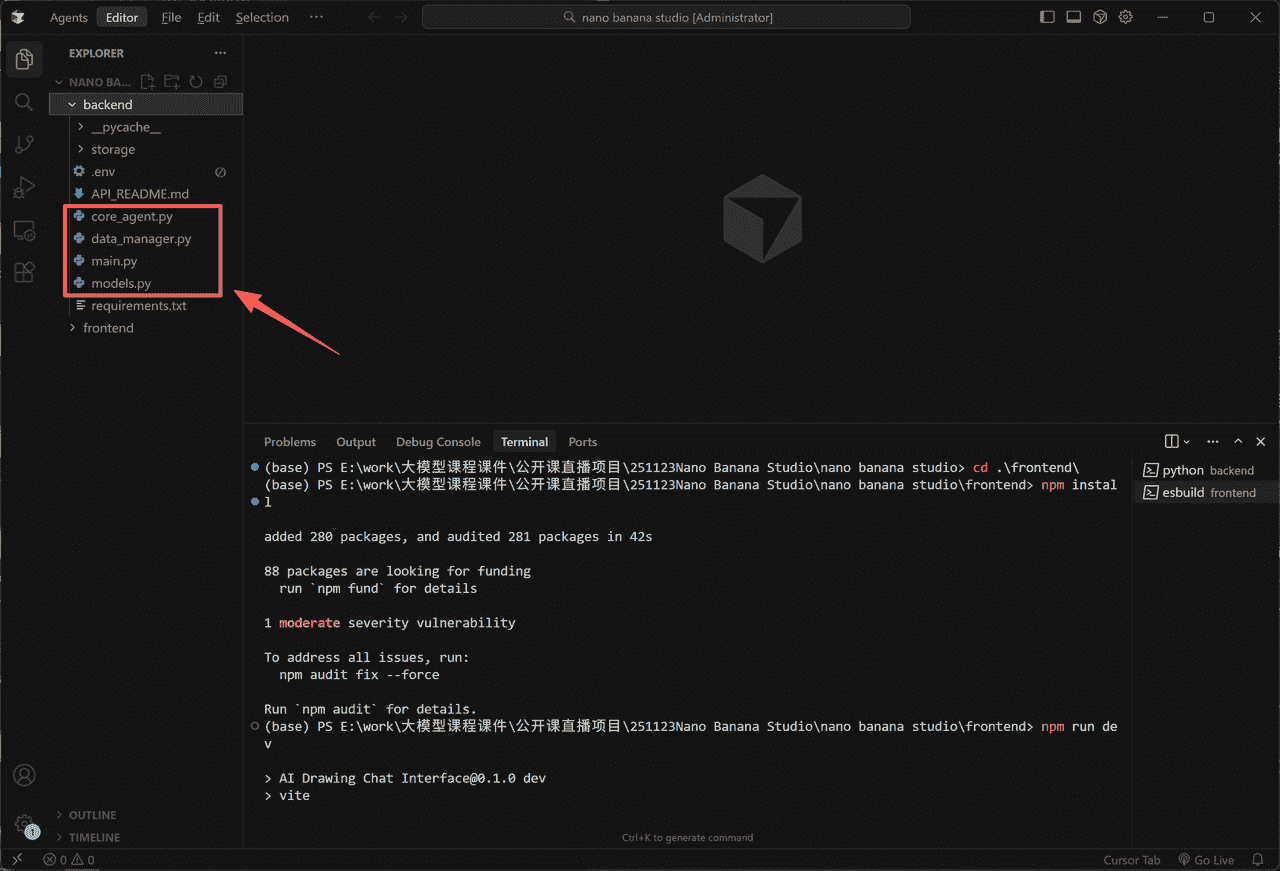 Agents Editor File Edit Selection ··· nano banana studio [Administrator]
EXPLORER ···
NANO BA...
backend
__pycache__
storage
.env
API_README.md
core_agent.py
data_manager.py
main.py
models.py
requirements.txt
frontend
OUTLINE
TIMELINE
Problems Output Debug Console Terminal Ports
(base) PS E:\work\大模型课程课件\公开课直播项目\251123Nano Banana Studio\nano banana studio> cd .\frontend\
(base) PS E:\work\大模型课程课件\公开课直播项目\251123Nano Banana Studio\nano banana studio\frontend> npm instal
l
added 280 packages, and audited 281 packages in 42s
88 packages are looking for funding
run `npm fund` for details
1 moderate severity vulnerability
To address all issues, run:
npm audit fix --force
Run `npm audit` for details.
(base) PS E:\work\大模型课程课件\公开课直播项目\251123Nano Banana Studio\nano banana studio\frontend> npm run de
v
> AI Drawing Chat Interface@0.1.0 dev
> vite
Ctrl+K to generate command
python backend
esbuild frontend
1
0 0
Cursor Tab Go Live